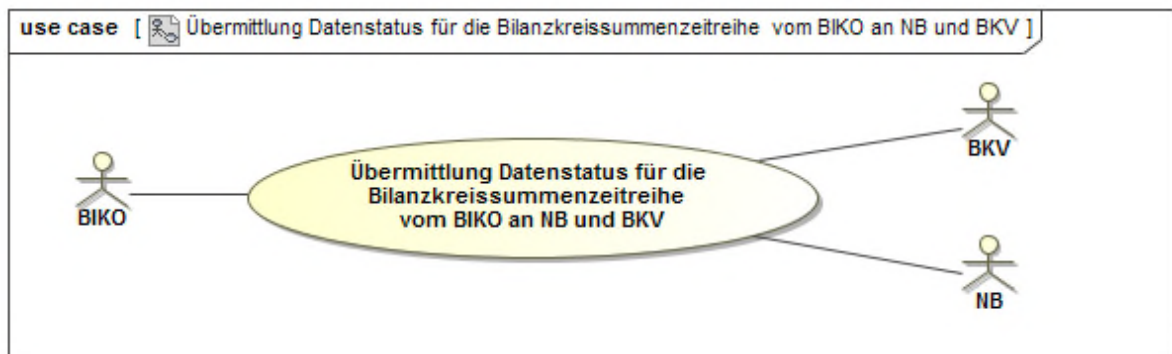 use case [ Übermittlung Datenstatus für die Bilanzkreissummenzeitreihe vom BIKO an NB und BKV ]
BKV
Übermittlung Datenstatus für die
Bilanzkreissummenzeitreihe
vom BIKO an NB und BKV
BIKO
NB